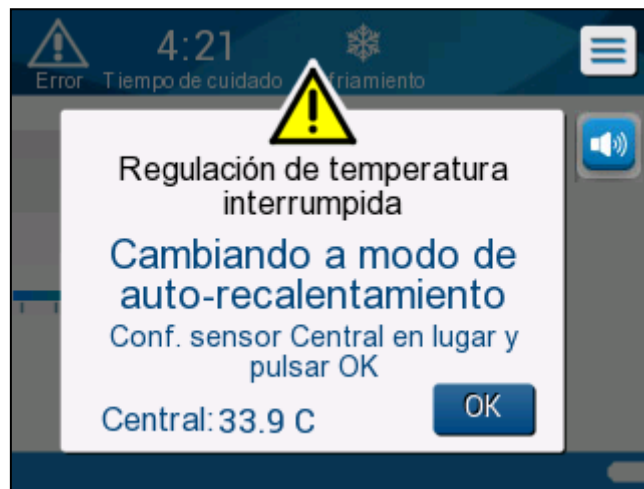 4:21
Error Tiempo de cuidado friamiento
Regulación de temperatura
interrumpida
Cambiando a modo de
auto-recalentamiento
Conf. sensor Central en lugar y
pulsar OK
Central: 33.9 C
OK